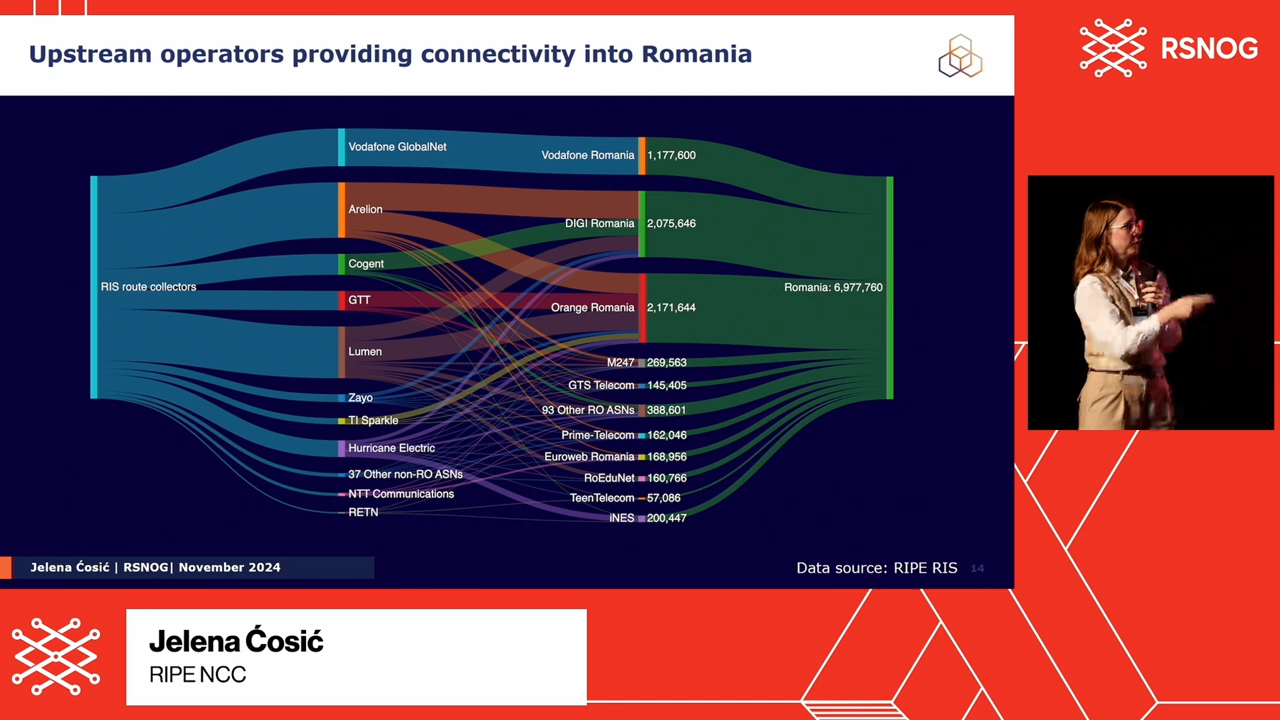 Upstream operators providing connectivity into Romania
RSNOG
Vodafone GlobalNet
Arelion
Cogent
GTT
RIS route collectors
Lumen
Zayo
TI Sparkle
Hurricane Electric
37 Other non-RO ASNs
NTT Communications
RETN
Vodafone Romania 1,177,600
DIGI Romania 2,075,646
Orange Romania 2,171,644
M247 269,563
GTS Telecom 145,405
93 Other RO ASNs 388,601
Prime-Telecom 162,046
Euroweb Romania 168,956
RoEduNet 160,766
TeenTelecom 57,086
iNES 200,447
Romania: 6,977,760
Jelena Ćosić | RSNOG| November 2024
Data source: RIPE RIS 14
Jelena Ćosić
RIPE NCC